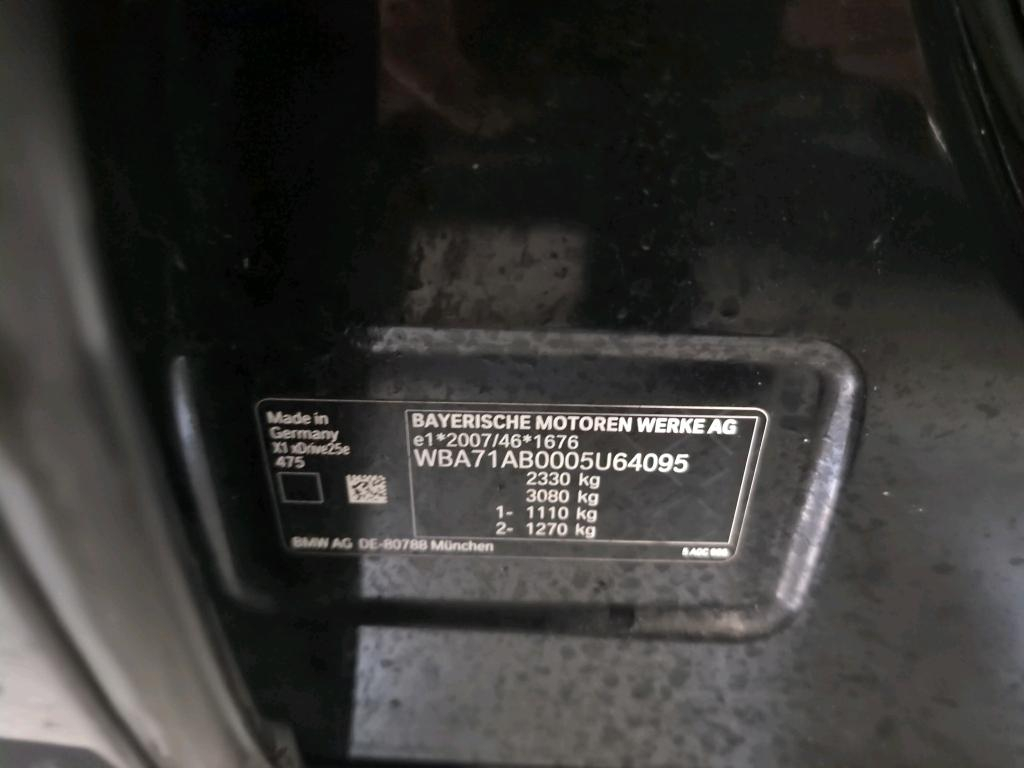 Made in
Germany
X1 xDrive25e
475
BAYERISCHE MOTOREN WERKE AG
e1*2007/46*1676
WBA71AB0005U64095
2330 kg
3080 kg
1- 1110 kg
2- 1270 kg
BMW AG DE-80788 München